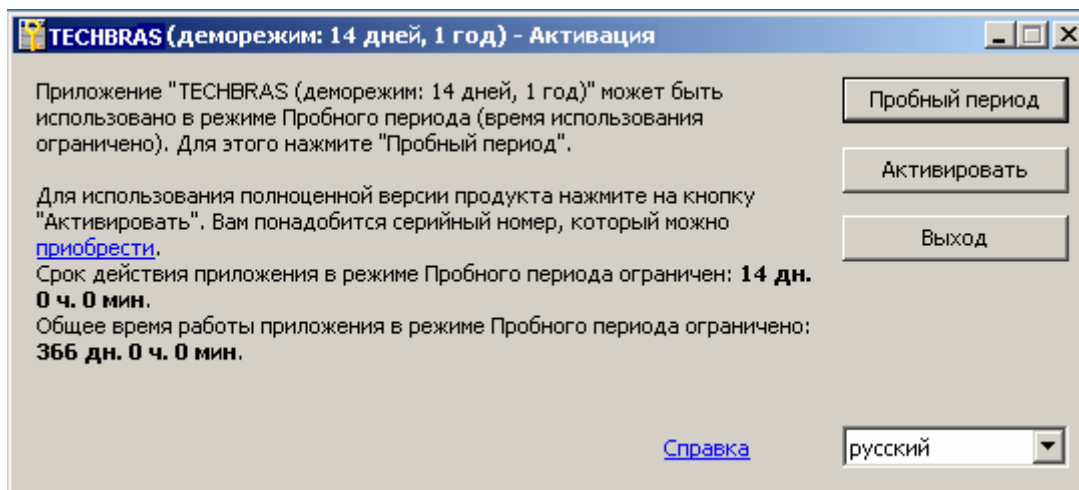 TECHBRAS (деморежим: 14 дней, 1 год) - Активация
Приложение "TECHBRAS (деморежим: 14 дней, 1 год)" может быть
использовано в режиме Пробного периода (время использования
ограничено). Для этого нажмите "Пробный период".
Для использования полноценной версии продукта нажмите на кнопку
"Активировать". Вам понадобится серийный номер, который можно
приобрести.
Срок действия приложения в режиме Пробного периода ограничен: 14 дн.
0 ч. 0 мин.
Общее время работы приложения в режиме Пробного периода ограничено:
366 дн. 0 ч. 0 мин.
Пробный период
Активировать
Выход
Справка
русский